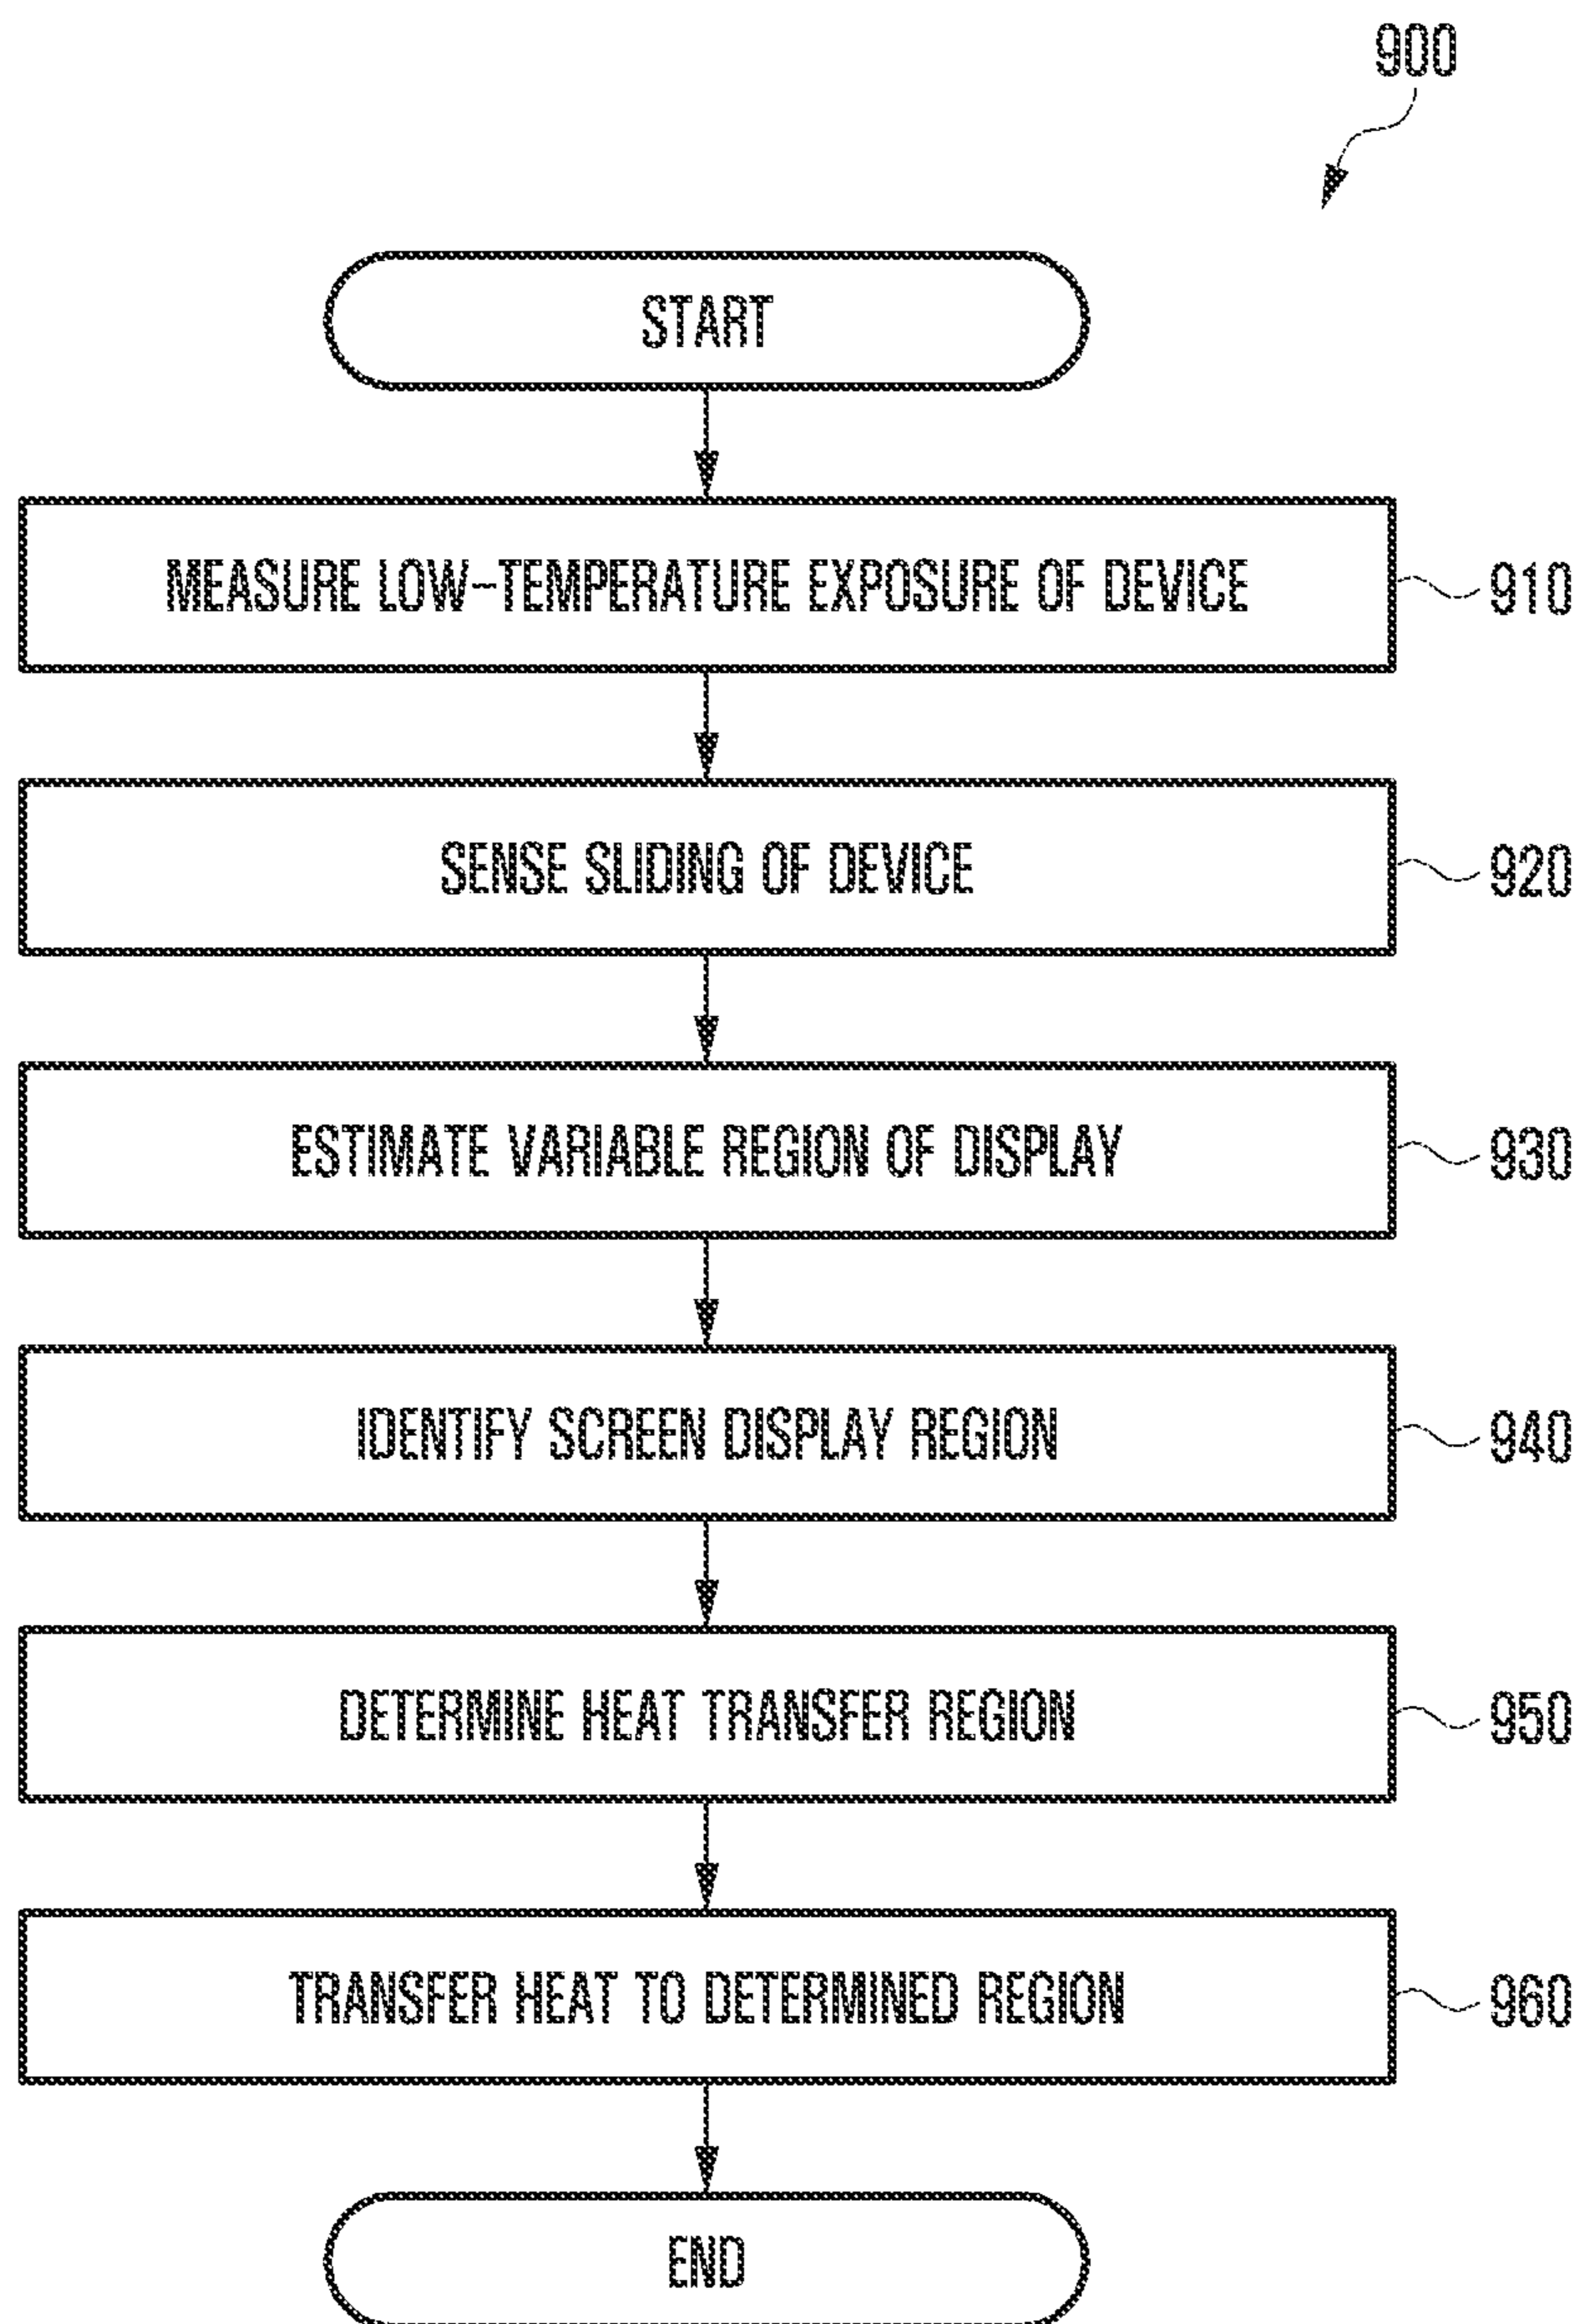 900
START
MEASURE LOW-TEMPERATURE EXPOSURE OF DEVICE
910
SENSE SLIDING OF DEVICE
920
ESTIMATE VARIABLE REGION OF DISPLAY
930
IDENTIFY SCREEN DISPLAY REGION
940
DETERMINE HEAT TRANSFER REGION
950
TRANSFER HEAT TO DETERMINED REGION
960
END